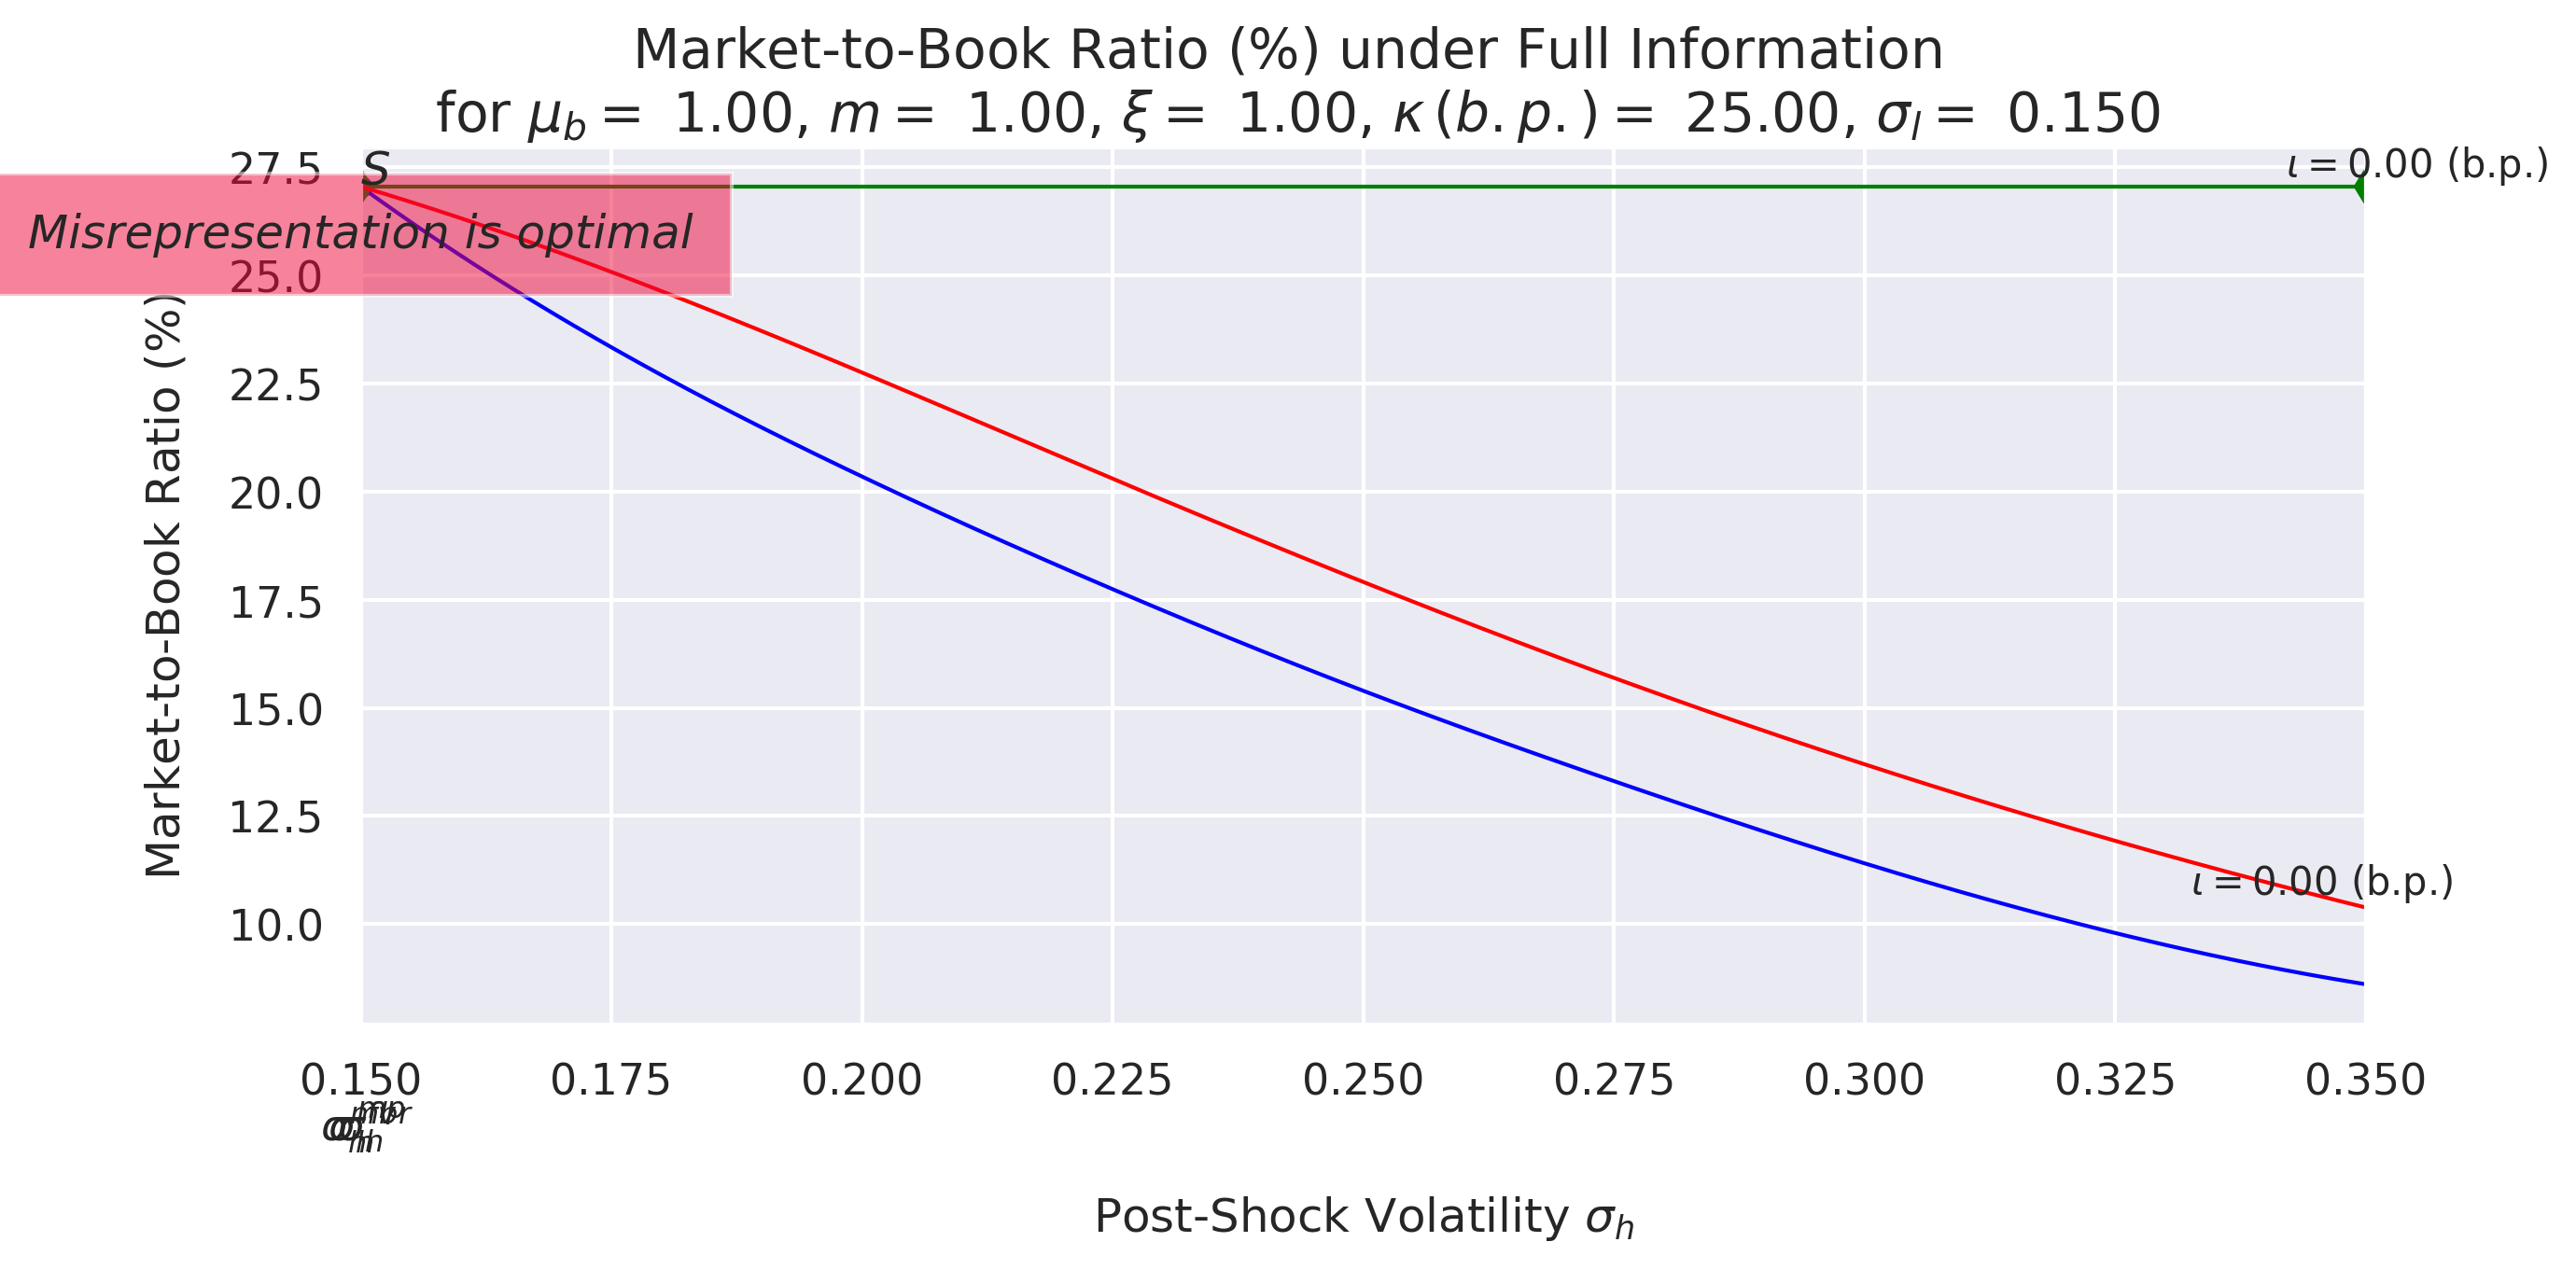 Market-to-Book Ratio (%) under Full Information
for μ_b = 1.00, m = 1.00, ξ = 1.00, κ (b.p.) = 25.00, σ_l = 0.150
27.5
S
ι = 0.00 (b.p.)
Misrepresentation is optimal
25.0
22.5
20.0
17.5
15.0
12.5
10.0
Market-to-Book Ratio (%)
ι = 0.00 (b.p.)
0.150 0.175 0.200 0.225 0.250 0.275 0.300 0.325 0.350
Post-Shock Volatility σ_h